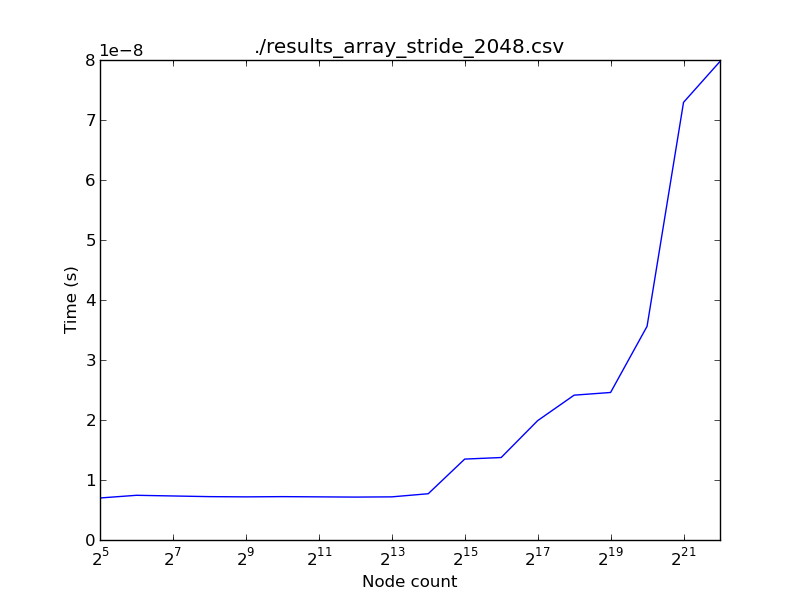 ./results_array_stride_2048.csv
1e−8
8
7
6
5
4
3
2
1
0
Time (s)
2^5 2^7 2^9 2^11 2^13 2^15 2^17 2^19 2^21
Node count